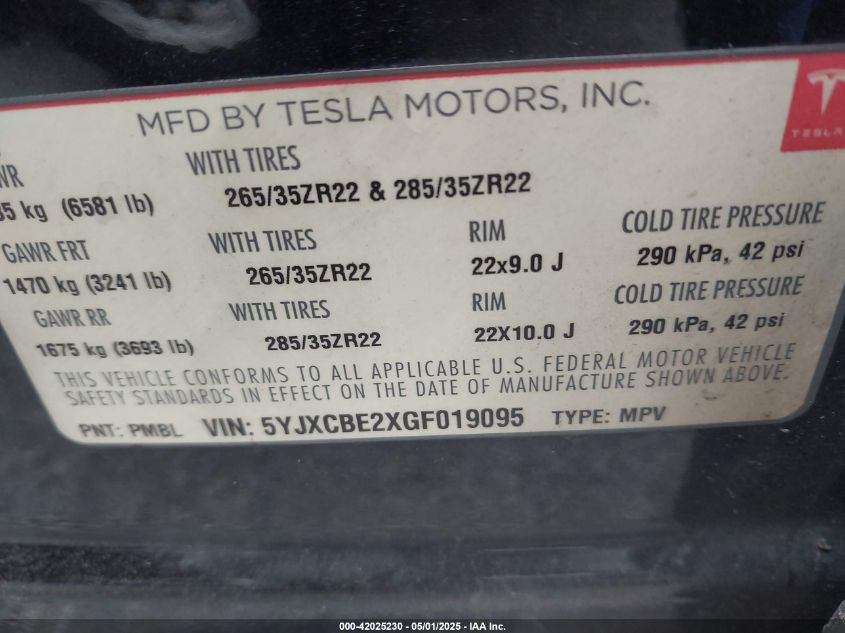 MFD BY TESLA MOTORS, INC.
TESLA
WITH TIRES
(6581 lb) 265/35ZR22 & 285/35ZR22
GAWR FRT WITH TIRES RIM COLD TIRE PRESSURE
1470 kg (3241 lb) 265/35ZR22 22x9.0 J 290 kPa, 42 psi
GAWR RR WITH TIRES RIM COLD TIRE PRESSURE
1675 kg (3693 lb) 285/35ZR22 22X10.0 J 290 kPa, 42 psi
THIS VEHICLE CONFORMS TO ALL APPLICABLE U.S. FEDERAL MOTOR VEHICLE
SAFETY STANDARDS IN EFFECT ON THE DATE OF MANUFACTURE SHOWN ABOVE.
PNT: PMBL VIN: 5YJXCBE2XGF019095 TYPE: MPV
000-42025230 - 05/01/2025 - IAA Inc.